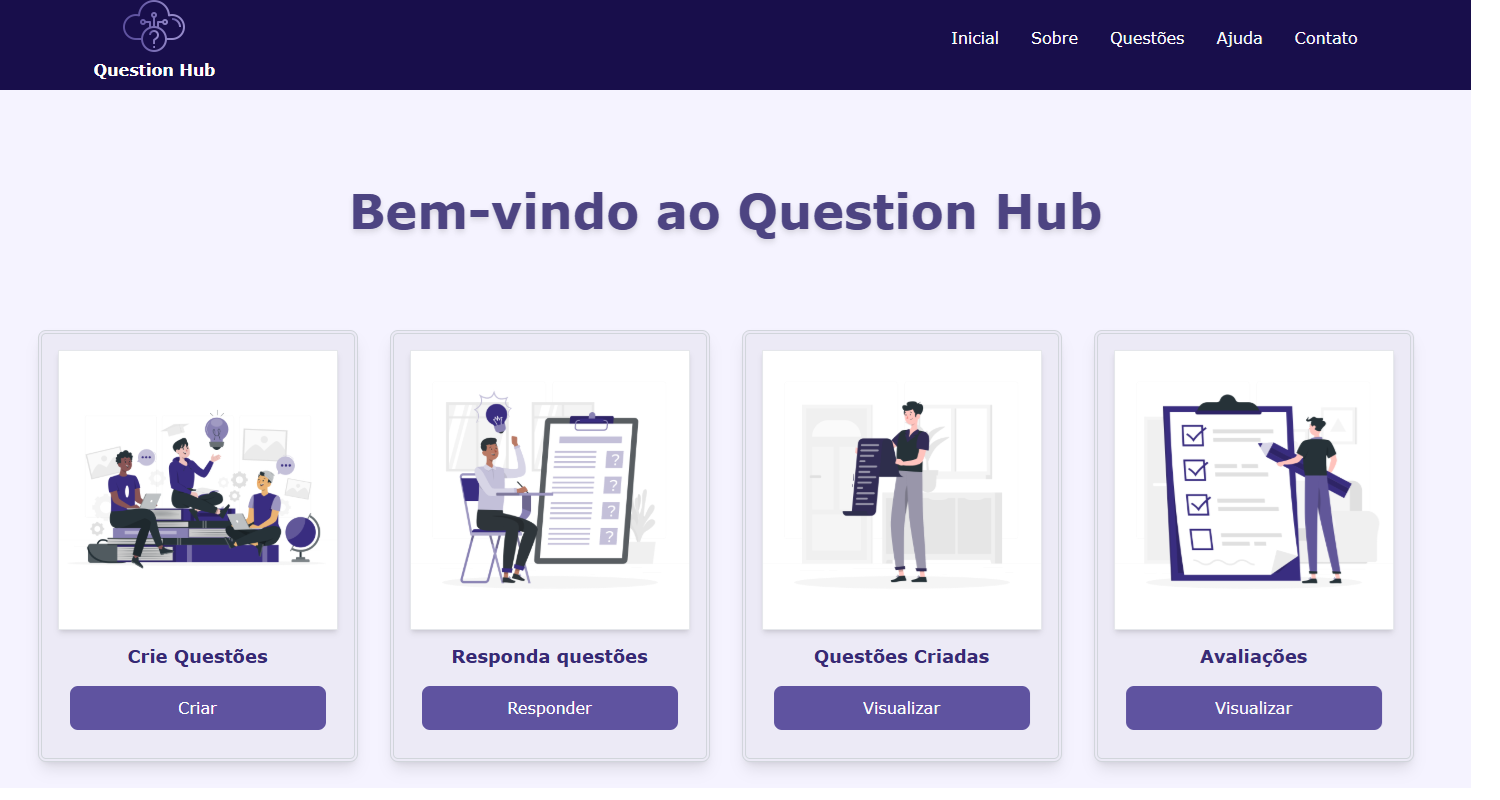 Question Hub
Inicial Sobre Questões Ajuda Contato
Bem-vindo ao Question Hub
Crie Questões
Criar
Responda questões
Responder
Questões Criadas
Visualizar
Avaliações
Visualizar